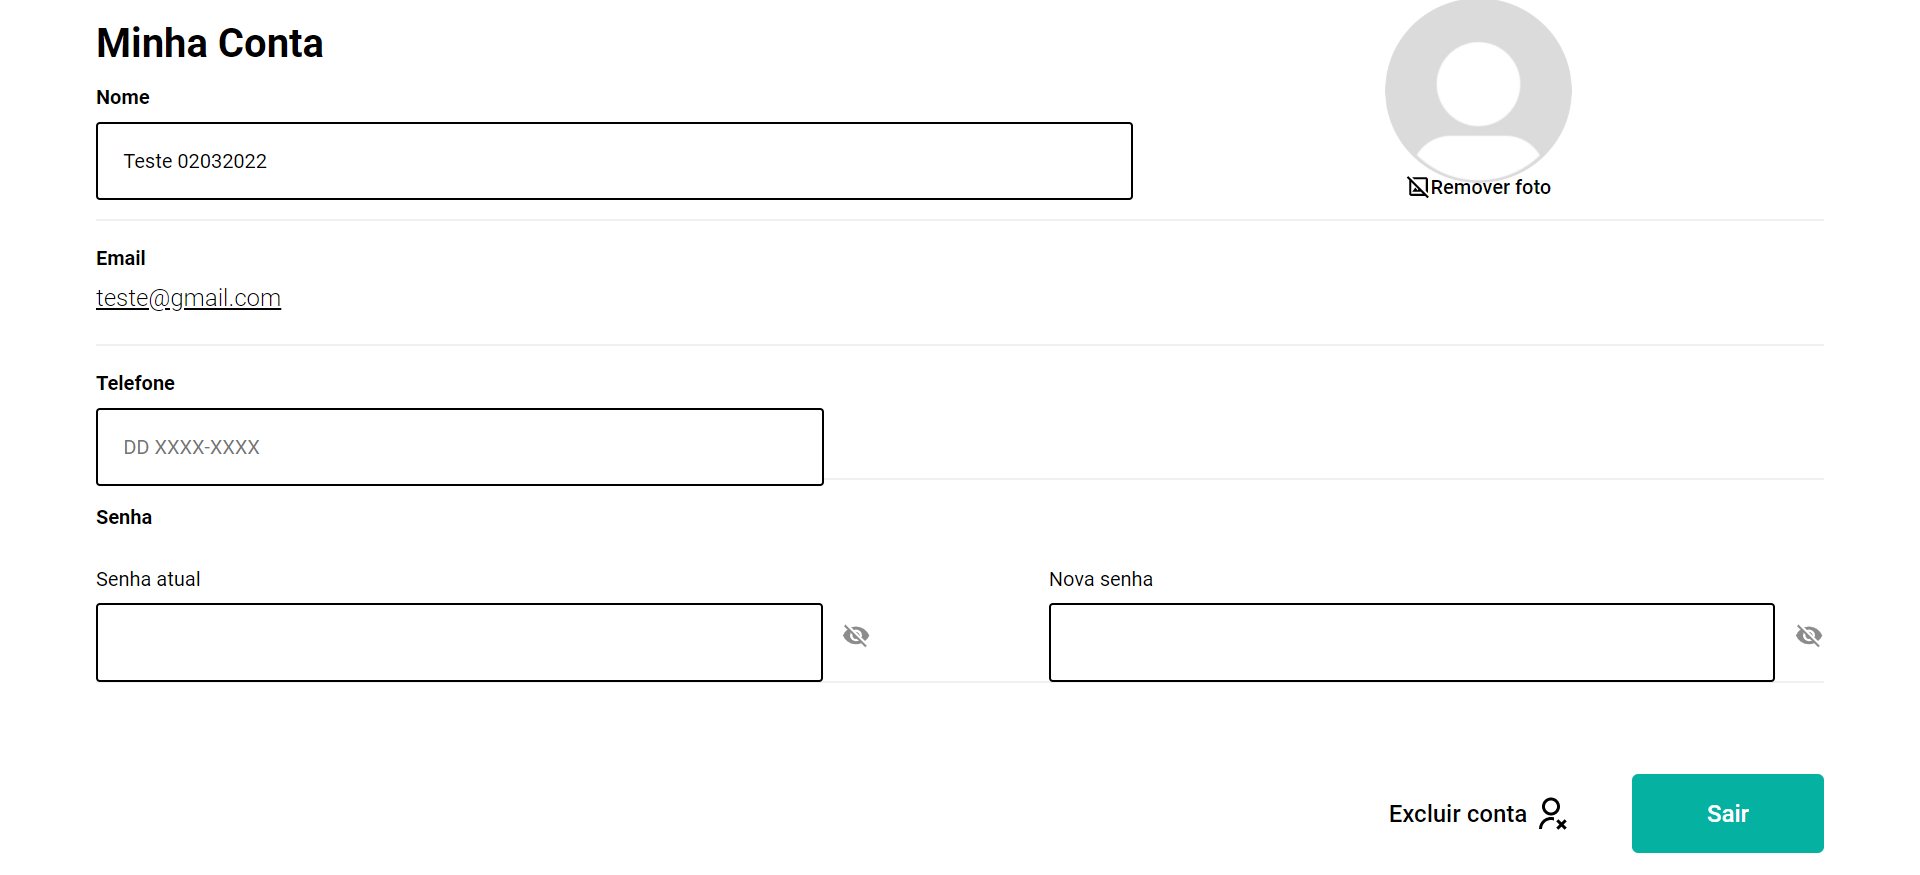 Minha Conta
Nome
Teste 02032022
Remover foto
Email
teste@gmail.com
Telefone
DD XXXX-XXXX
Senha
Senha atual
Nova senha
Excluir conta
Sair